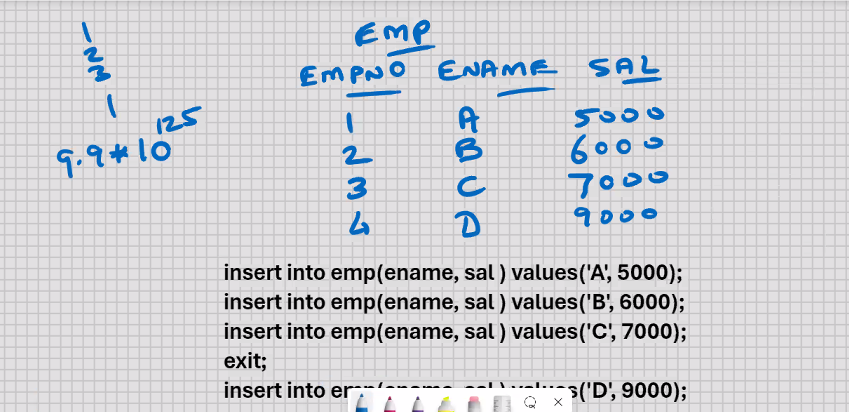 1
2
3
1
9.9*10^125
EMP
EMPNO ENAME SAL
1 A 5000
2 B 6000
3 C 7000
4 D 9000
insert into emp(ename, sal ) values('A', 5000);
insert into emp(ename, sal ) values('B', 6000);
insert into emp(ename, sal ) values('C', 7000);
exit;
insert into s('D', 9000);